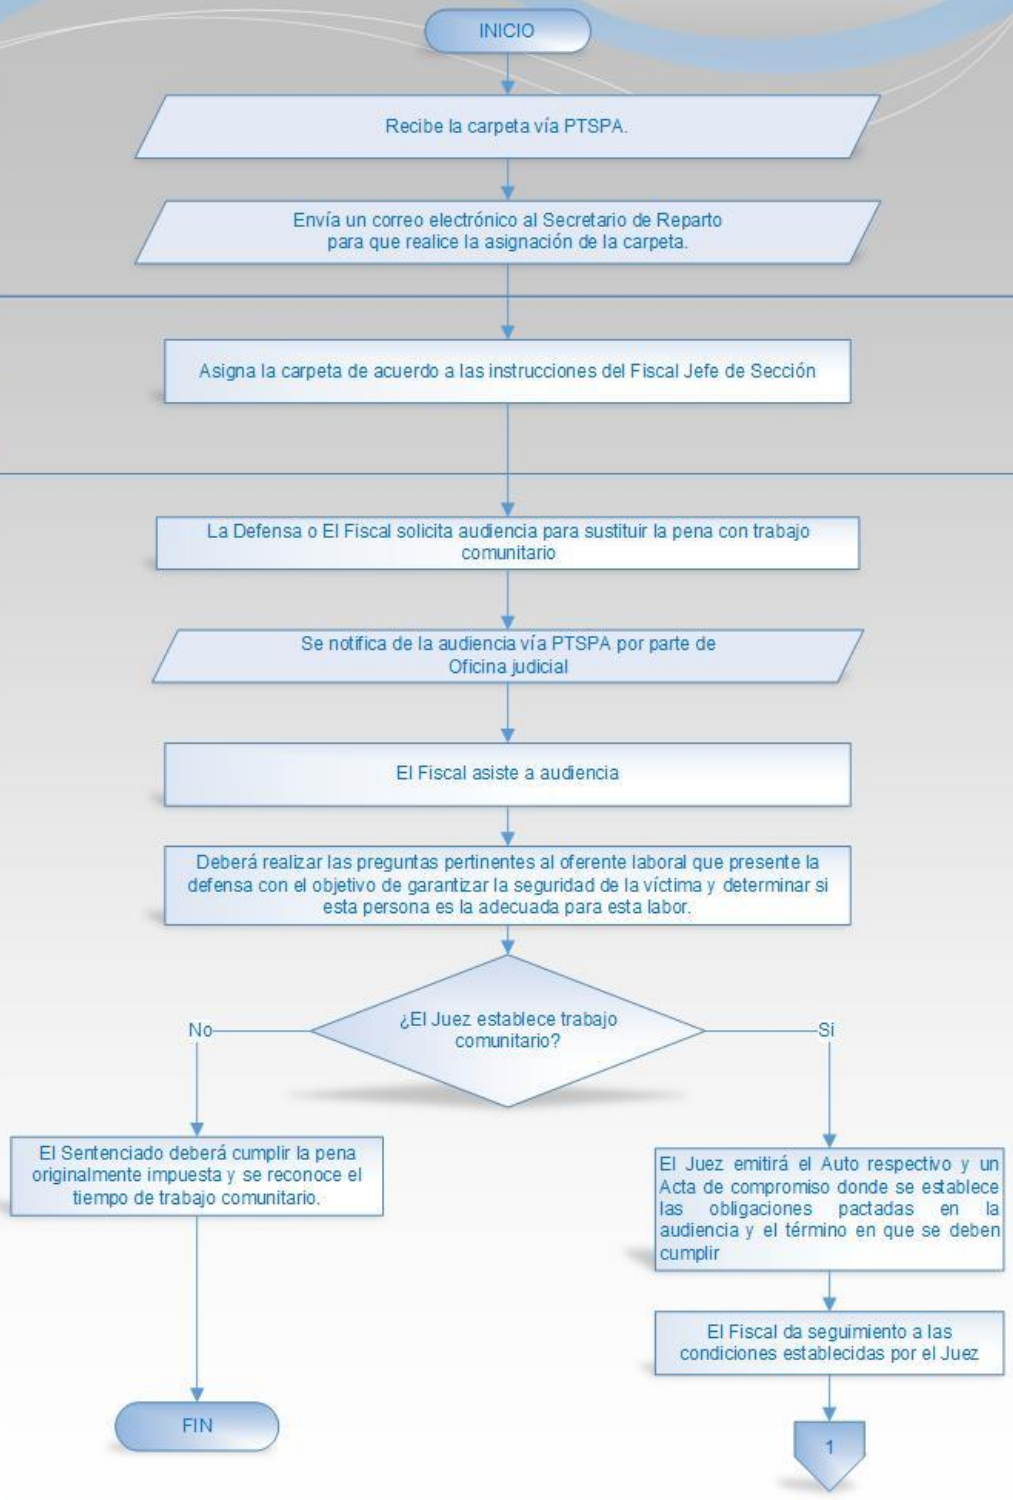 INICIO
Recibe la carpeta vía PTSPA.
Envía un correo electrónico al Secretario de Reparto
para que realice la asignación de la carpeta.
Asigna la carpeta de acuerdo a las instrucciones del Fiscal Jefe de Sección
La Defensa o El Fiscal solicita audiencia para sustituir la pena con trabajo
comunitario
Se notifica de la audiencia vía PTSPA por parte de
Oficina judicial
El Fiscal asiste a audiencia
Deberá realizar las preguntas pertinentes al oferente laboral que presente la
defensa con el objetivo de garantizar la seguridad de la víctima y determinar si
esta persona es la adecuada para esta labor.
¿El Juez establece trabajo
comunitario?
No
Si
El Sentenciado deberá cumplir la pena
originalmente impuesta y se reconoce el
tiempo de trabajo comunitario.
El Juez emitirá el Auto respectivo y un
Acta de compromiso donde se establece
las obligaciones pactadas en la
audiencia y el término en que se deben
cumplir
El Fiscal da seguimiento a las
condiciones establecidas por el Juez
FIN
1